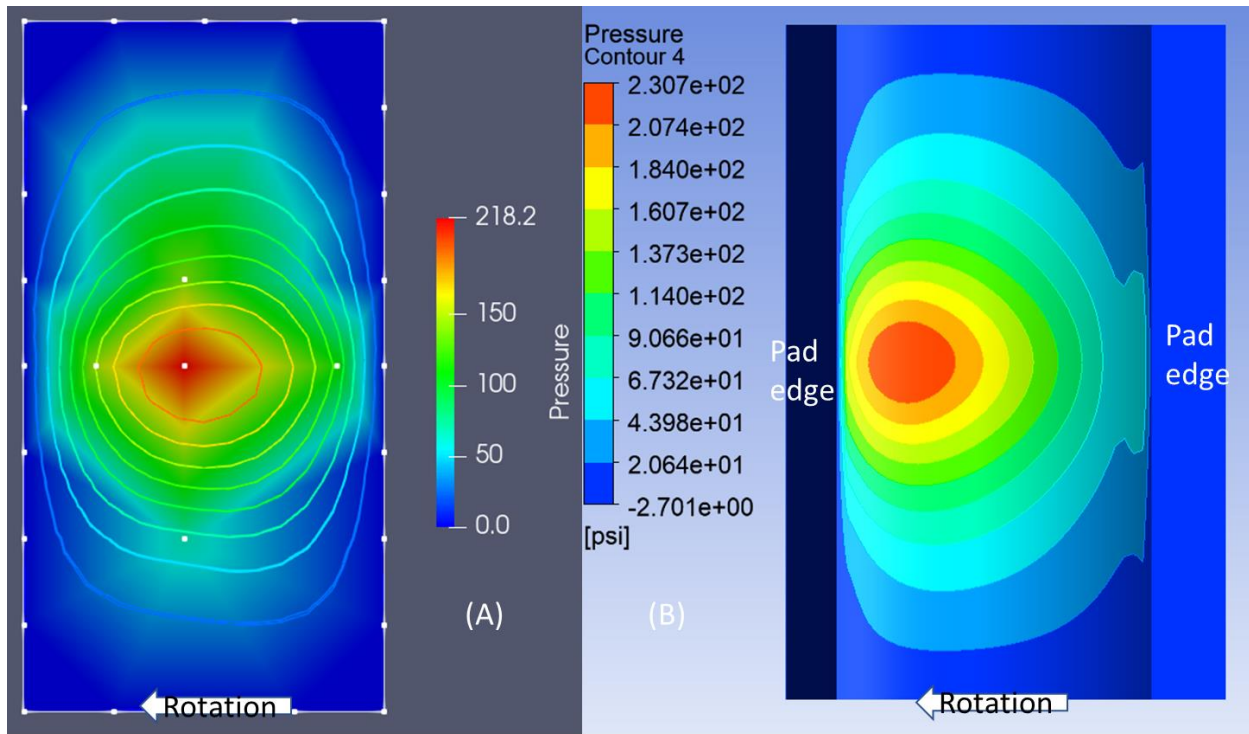 218.2
150
100
50
0.0
Pressure
(A)
Rotation
Pressure
Contour 4
2.307e+02
2.074e+02
1.840e+02
1.607e+02
1.373e+02
1.140e+02
9.066e+01
6.732e+01
4.398e+01
2.064e+01
-2.701e+00
[psi]
(B)
Pad
edge
Pad
edge
Rotation